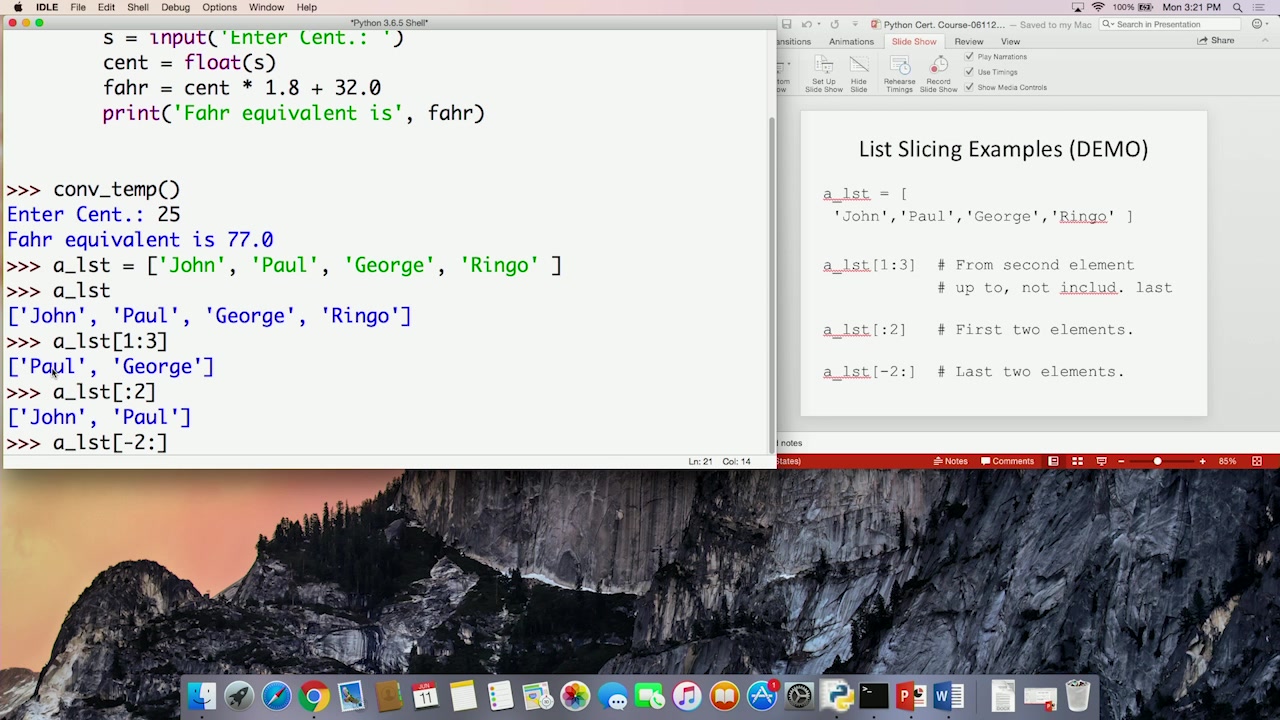 IDLE File Edit Shell Debug Options Window Help
100% Mon 3:21 PM
*Python 3.6.5 Shell*
s = input('Enter Cent.: ')
cent = float(s)
fahr = cent * 1.8 + 32.0
print('Fahr equivalent is', fahr)
>>> conv_temp()
Enter Cent.: 25
Fahr equivalent is 77.0
>>> a_lst = ['John', 'Paul', 'George', 'Ringo' ]
>>> a_lst
['John', 'Paul', 'George', 'Ringo']
>>> a_lst[1:3]
['Paul', 'George']
>>> a_lst[:2]
['John', 'Paul']
>>> a_lst[-2:]
Ln: 21 Col: 14
Python Cert. Course-06112... — Saved to my Mac
Search in Presentation
nsitions Animations Slide Show Review View
Share
Set Up
Slide Show
Hide
Slide
Rehearse
Timings
Record
Slide Show
Play Narrations
Use Timings
Show Media Controls
List Slicing Examples (DEMO)
a_lst = [
'John','Paul','George','Ringo' ]
a_lst[1:3] # From second element
# up to, not includ. last
a_lst[:2] # First two elements.
a_lst[-2:] # Last two elements.
notes
States)
Notes
Comments
85%
JUN
11
1